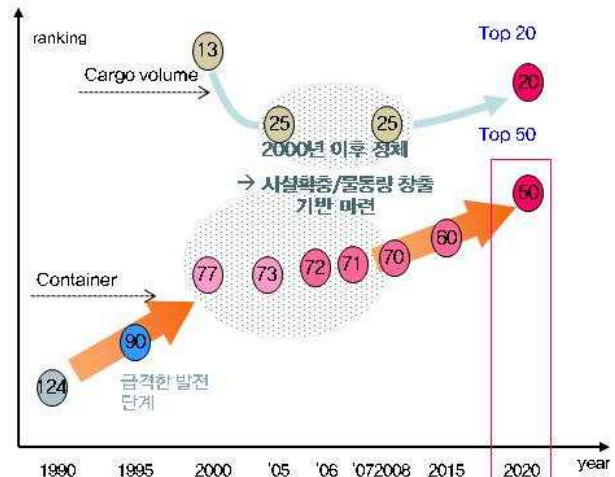 ranking
Top 20
13
Cargo volume
20
25
25
Top 50
2000년 이후 정체
→ 시설확충/물동량 창출
기반 마련
50
60
77
73
72
71
70
Container
90
124
급격한 발전
단계
1990
1995
2000
'05
'06
'07
2008
2015
2020
year